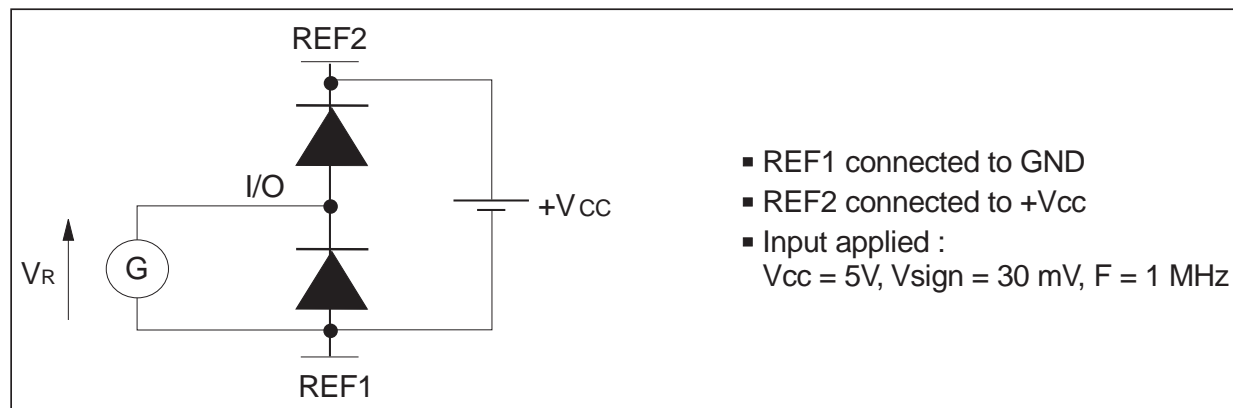 REF2
I/O
+VCC
G
VR
REF1
▪ REF1 connected to GND
▪ REF2 connected to +Vcc
▪ Input applied :
Vcc = 5V, Vsign = 30 mV, F = 1 MHz